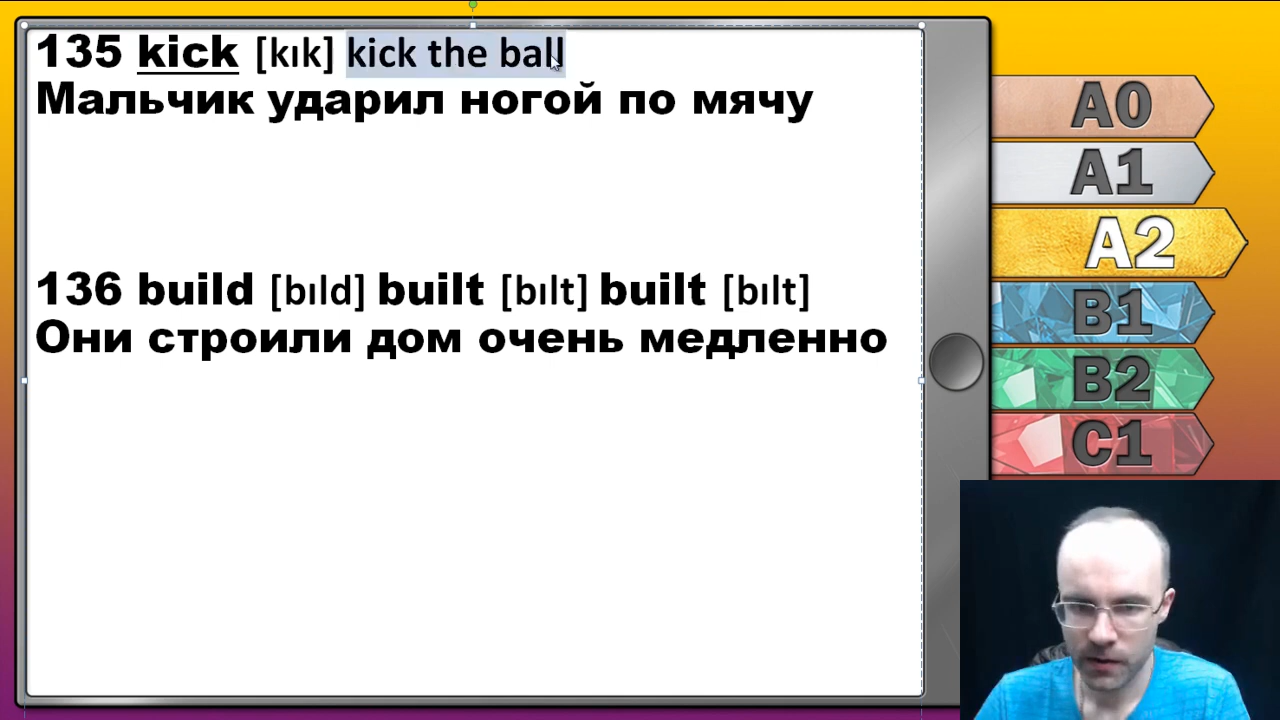 135 kick [kɪk] kick the ball
Мальчик ударил ногой по мячу
136 build [bɪld] built [bɪlt] built [bɪlt]
Они строили дом очень медленно
A0
A1
A2
B1
B2
C1